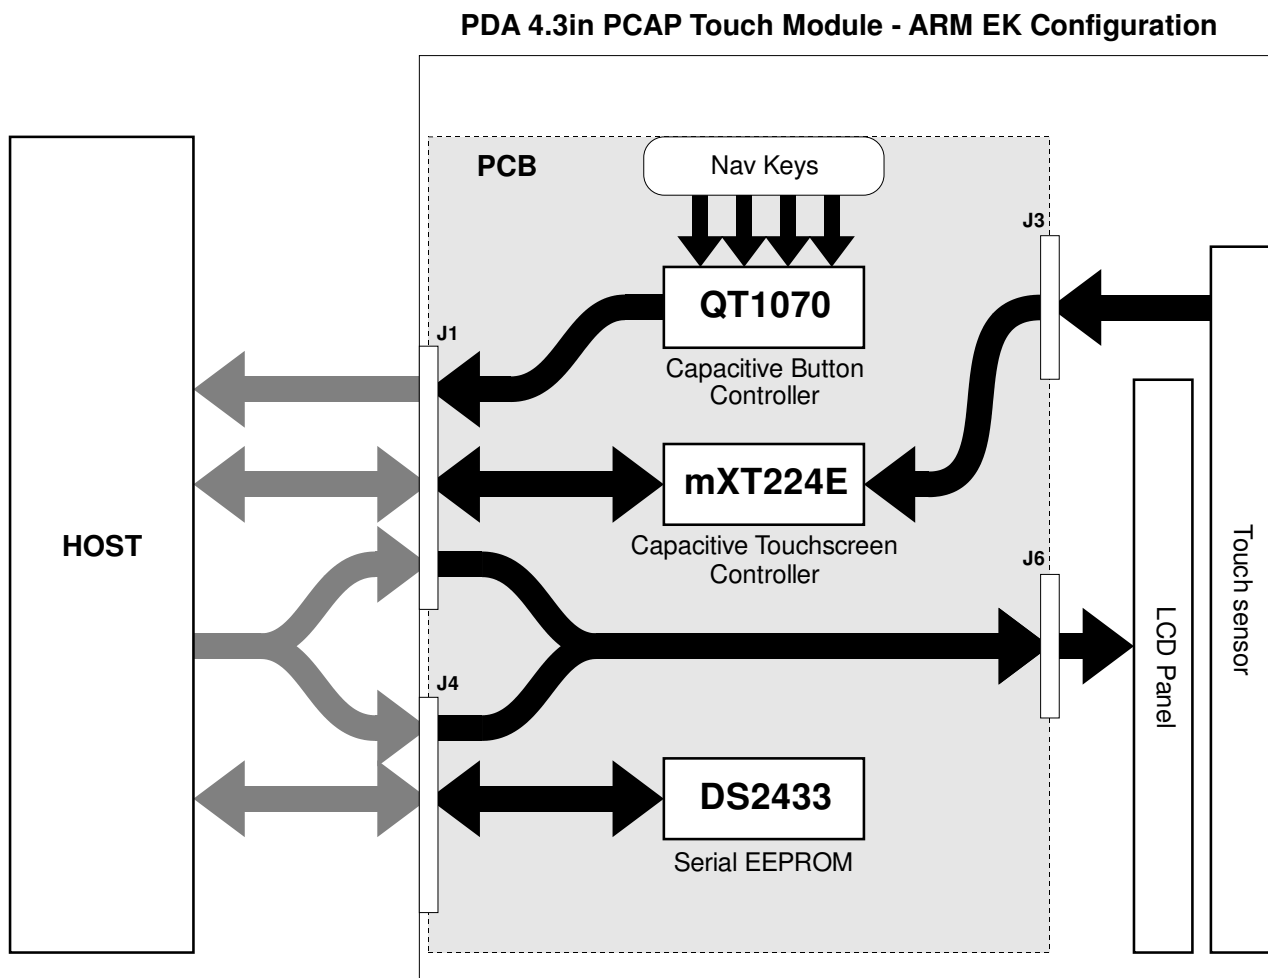 PDA 4.3in PCAP Touch Module - ARM EK Configuration
PCB
Nav Keys
J3
QT1070
J1
Capacitive Button
Controller
mXT224E
HOST
Capacitive Touchscreen
Controller
J6
Touch sensor
LCD Panel
J4
DS2433
Serial EEPROM